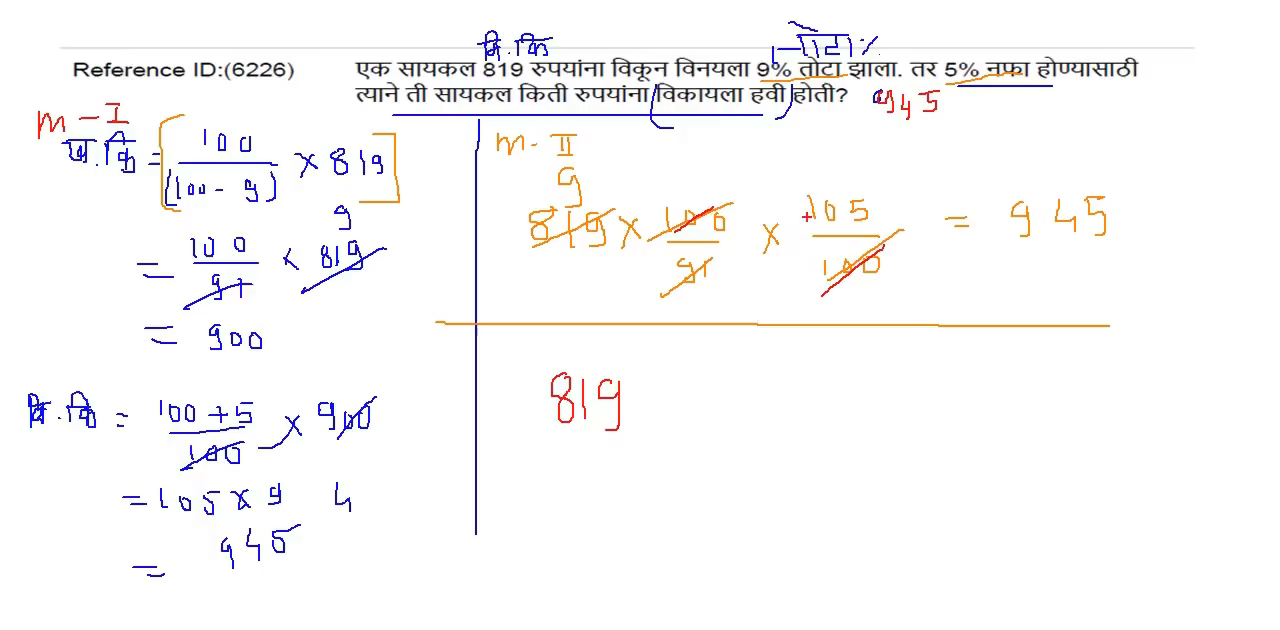 वि. कि
- तोटा %
Reference ID:(6226)
एक सायकल 819 रुपयांना विकून विनयला 9% तोटा झाला. तर 5% नफा होण्यासाठी
त्याने ती सायकल किती रुपयांना विकायला हवी होती?
945
M - I
ख.कि = [100/(100 - 9) × 819]
9
= 100/91 × 819
= 900
वि.कि = 100 + 5/100 × 900
= 105 × 9 4
= 945
M - II
9
819 × 100/91 × 105/100 = 945
819